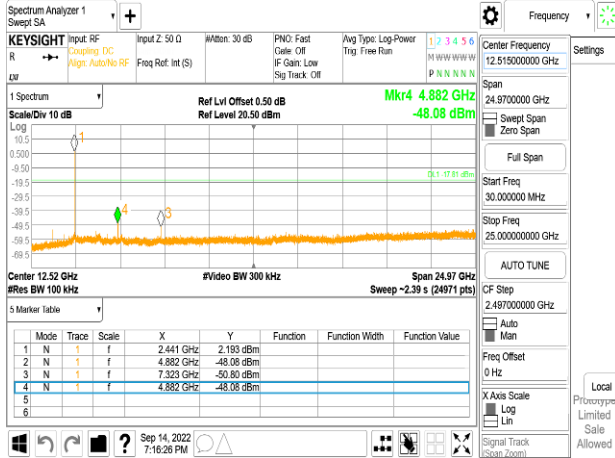 Spectrum Analyzer 1
Swept SA
KEYSIGHT
R
Input: RF
Coupling: DC
Align: Auto/No RF
Input Z: 50 Ω
Freq Ref: Int (S)
#Atten: 30 dB
PNO: Fast
Gate: Off
IF Gain: Low
Sig Track: Off
Avg Type: Log-Power
Trig: Free Run
1 2 3 4 5 6
M W W W W W
P N N N N N
1 Spectrum
Scale/Div 10 dB
Ref Lvl Offset 0.50 dB
Ref Level 20.50 dBm
Mkr4 4.882 GHz
-48.08 dBm
Log
10.5
0.500
-9.50
-19.5
-29.5
-39.5
-49.5
-59.5
-69.5
1
4
3
DL1 -17.81 dBm
Center 12.52 GHz
#Res BW 100 kHz
#Video BW 300 kHz
Span 24.97 GHz
Sweep ~2.39 s (24971 pts)
5 Marker Table
Mode Trace Scale X Y Function Function Width Function Value
1 N 1 f 2.441 GHz 2.193 dBm
2 N 1 f 4.882 GHz -48.08 dBm
3 N 1 f 7.323 GHz -50.80 dBm
4 N 1 f 4.882 GHz -48.08 dBm
5
6
Sep 14, 2022
7:16:26 PM
Frequency
Settings
Center Frequency
12.515000000 GHz
Span
24.9700000 GHz
Swept Span
Zero Span
Full Span
Start Freq
30.000000 MHz
Stop Freq
25.000000000 GHz
AUTO TUNE
CF Step
2.497000000 GHz
Auto
Man
Freq Offset
0 Hz
X Axis Scale
Log
Lin
Signal Track
(Span Zoom)
Local
Prototype
Limited
Sale
Allowed